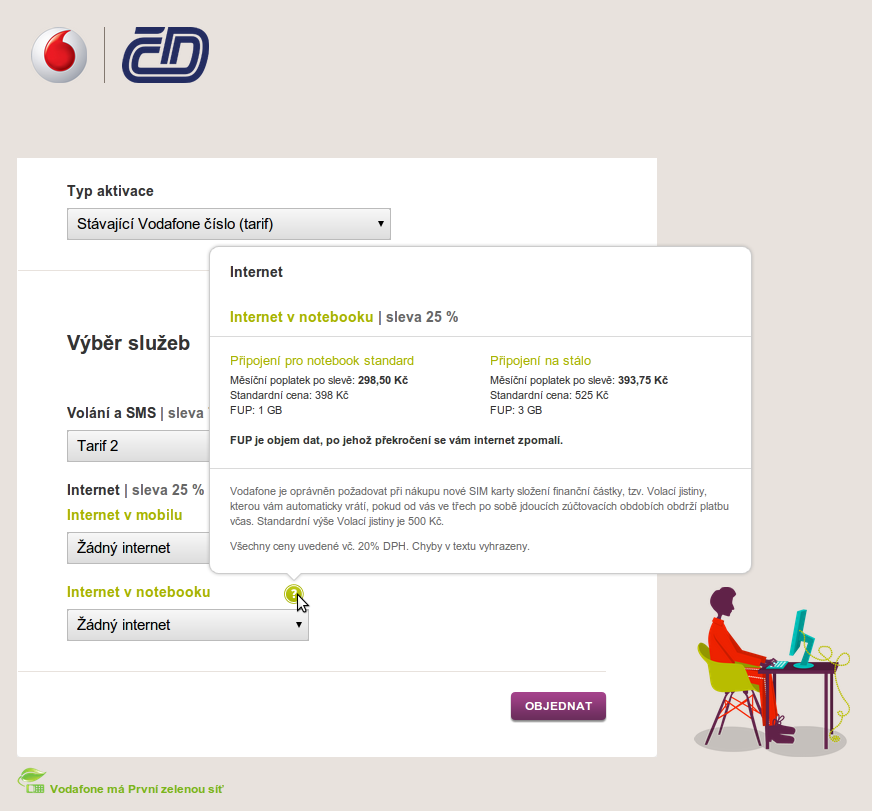 ČD
Typ aktivace
Stávající Vodafone číslo (tarif)
Internet
Internet v notebooku | sleva 25 %
Připojení pro notebook standard
Měsíční poplatek po slevě: 298,50 Kč
Standardní cena: 398 Kč
FUP: 1 GB
Připojení na stálo
Měsíční poplatek po slevě: 393,75 Kč
Standardní cena: 525 Kč
FUP: 3 GB
FUP je objem dat, po jehož překročení se vám internet zpomalí.
Vodafone je oprávněn požadovat při nákupu nové SIM karty složení finanční částky, tzv. Volací jistiny,
kterou vám automaticky vrátí, pokud od vás ve třech po sobě jdoucích zúčtovacích obdobích obdrží platbu
včas. Standardní výše Volací jistiny je 500 Kč.
Všechny ceny uvedené vč. 20% DPH. Chyby v textu vyhrazeny.
Výběr služeb
Volání a SMS | sleva
Tarif 2
Internet | sleva 25 %
Internet v mobilu
Žádný internet
Internet v notebooku
?
Žádný internet
OBJEDNAT
Vodafone má První zelenou síť